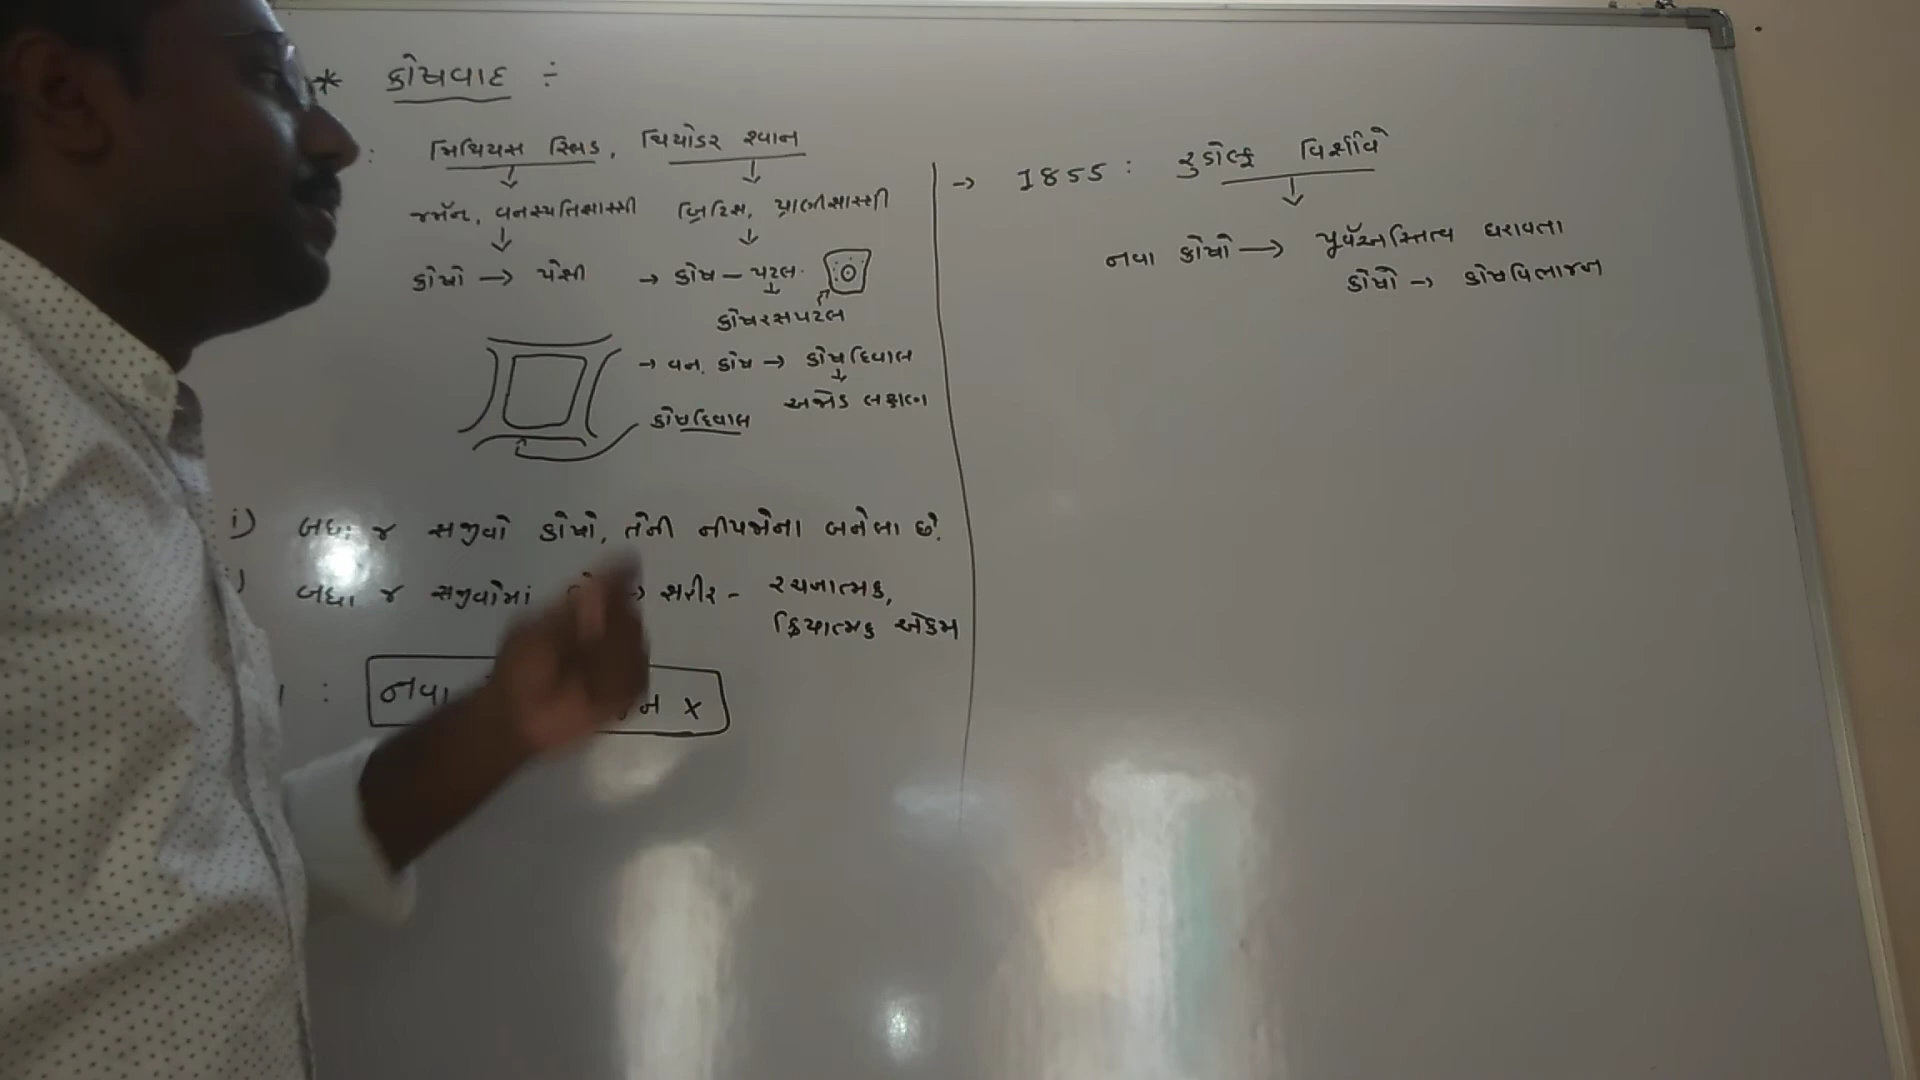 * કોષવાદ :
: મિથિયસ સ્લિડ, થિયોડર શ્વાન
જર્મન, વનસ્પતિશાસ્ત્રી
બ્રિટિશ, પ્રાણીશાસ્ત્રી
કોષો → પેશી
→ કોષ - પટલ
કોષરસપટલ
→ વન. કોષ → કોષદિવાલ
અજોડ લક્ષણ
કોષદિવાલ
i) બધા જ સજીવો કોષો, તેની નીપજોના બનેલા છે.
બધા જ સજીવોમાં → શરીર - રચનાત્મક,
ક્રિયાત્મક એકમ
: નવા ન x
→ 1855 : રુડોલ્ફ વિર્શોવે
નવા કોષો → પૂર્વઅસ્તિત્વ ધરાવતા
કોષો → કોષવિભાજન